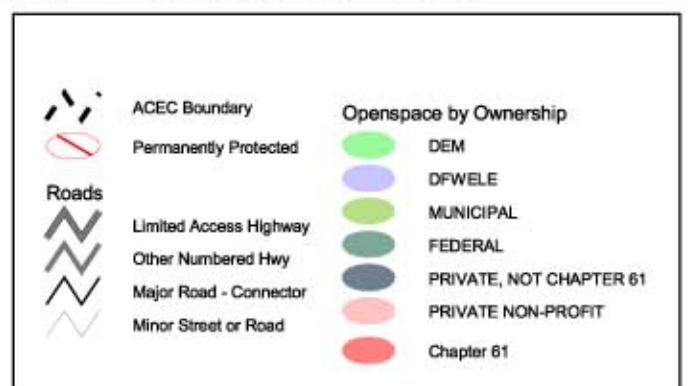 ACEC Boundary
Permanently Protected
Roads
Limited Access Highway
Other Numbered Hwy
Major Road - Connector
Minor Street or Road
Openspace by Ownership
DEM
DFWELE
MUNICIPAL
FEDERAL
PRIVATE, NOT CHAPTER 61
PRIVATE NON-PROFIT
Chapter 61